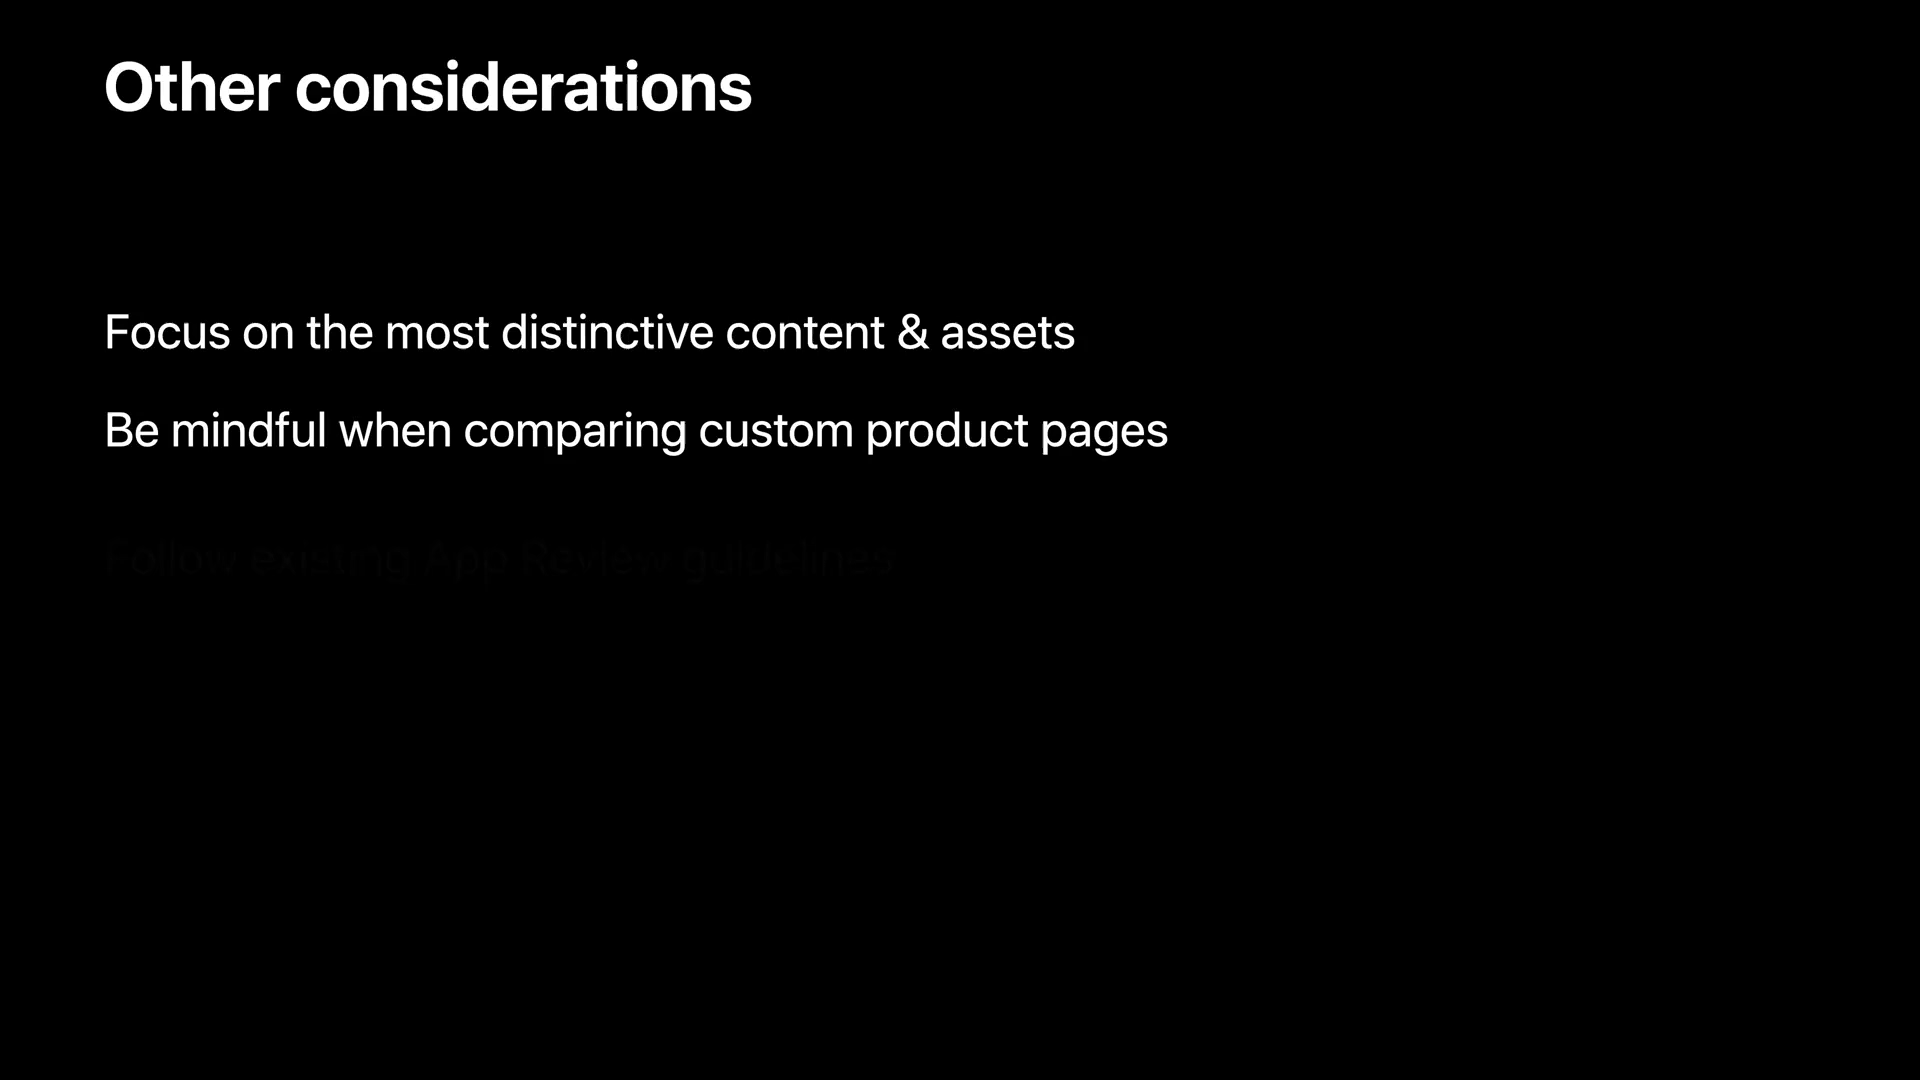 Other considerations
Focus on the most distinctive content & assets
Be mindful when comparing custom product pages
Follow existing App Review guidelines